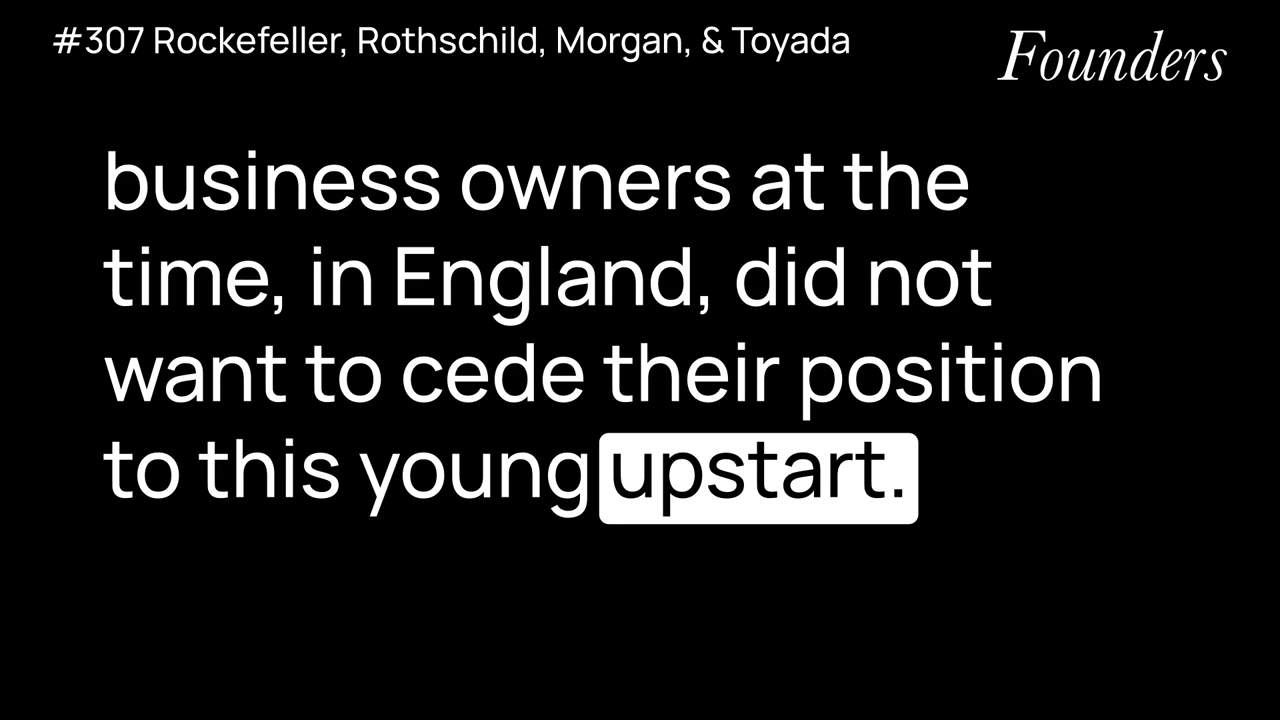 #307 Rockefeller, Rothschild, Morgan, & Toyada
Founders
business owners at the
time, in England, did not
want to cede their position
to this young upstart.